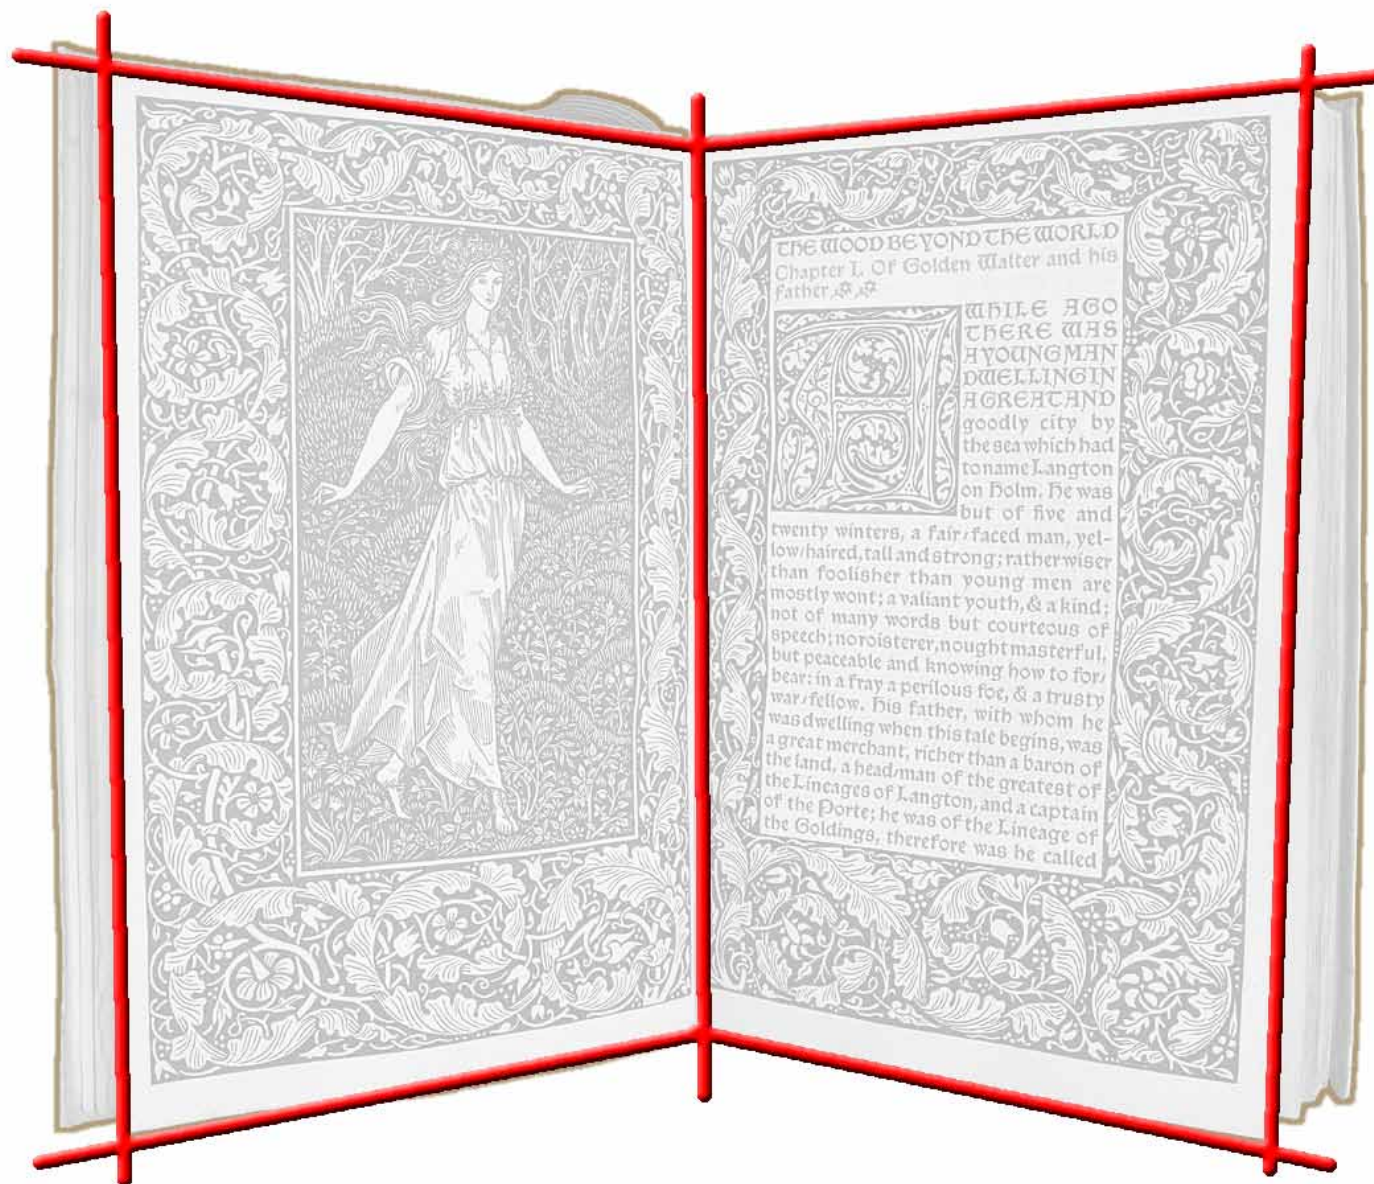 THE WOOD BEYOND THE WORLD
Chapter I. Of Golden Walter and his
father
A
WHILE AGO
THERE WAS
A YOUNG MAN
DWELLING IN
A GREAT AND
goodly city by
the sea which had
to name Langton
on Holm. He was
but of five and
twenty winters, a fair-faced man, yel-
low-haired, tall and strong; rather wiser
than foolisher than young men are
mostly wont; a valiant youth, & a kind;
not of many words but courteous of
speech; no roisterer, nought masterful,
but peaceable and knowing how to for-
bear: in a fray a perilous foe, & a trusty
war-fellow. His father, with whom he
was dwelling when this tale begins, was
a great merchant, richer than a baron of
the land, a head-man of the greatest of
the Lineages of Langton, and a captain
of the Porte; he was of the Lineage of
the Goldings, therefore was he called